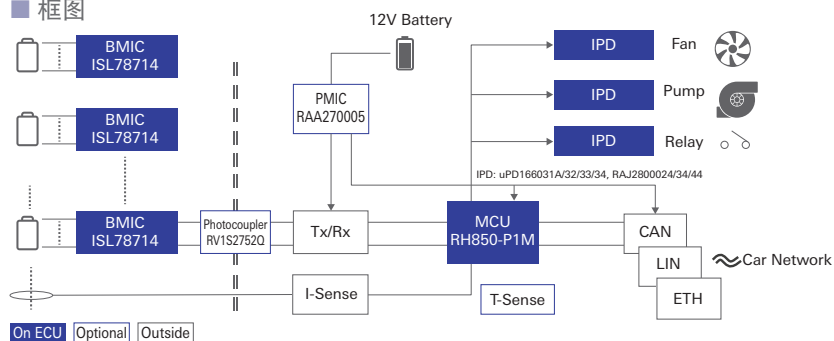 框图
12V Battery
BMIC
ISL78714
IPD
Fan
PMIC
RAA270005
IPD
Pump
BMIC
ISL78714
IPD
Relay
IPD: uPD166031A/32/33/34, RAJ2800024/34/44
BMIC
ISL78714
Photocoupler
RV1S2752Q
Tx/Rx
MCU
RH850-P1M
CAN
LIN
Car Network
I-Sense
T-Sense
ETH
On ECU
Optional
Outside